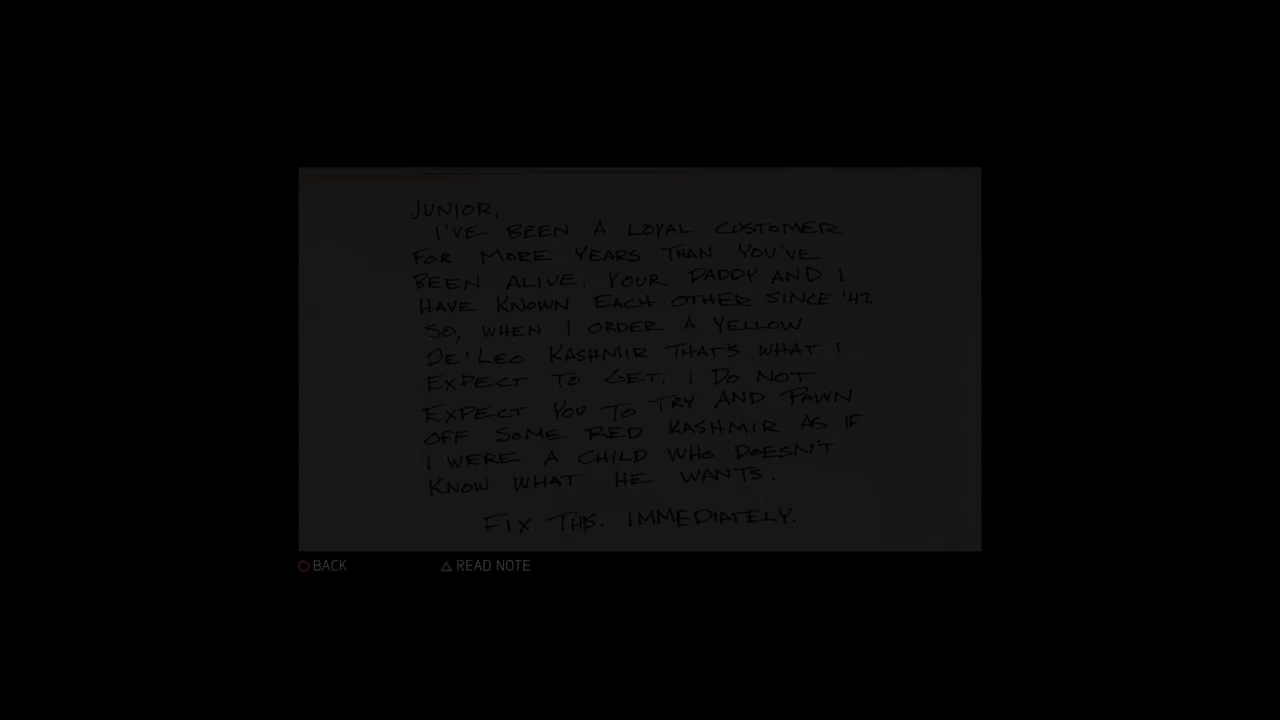 JUNIOR,
I'VE BEEN A LOYAL CUSTOMER
FOR MORE YEARS THAN YOU'VE
BEEN ALIVE. YOUR DADDY AND I
HAVE KNOWN EACH OTHER SINCE '47.
SO, WHEN I ORDER A YELLOW
DE'LEO KASHMIR THAT'S WHAT I
EXPECT TO GET. I DO NOT
EXPECT YOU TO TRY AND PAWN
OFF SOME RED KASHMIR AS IF
I WERE A CHILD WHO DOESN'T
KNOW WHAT HE WANTS.
FIX THIS. IMMEDIATELY.
BACK
READ NOTE